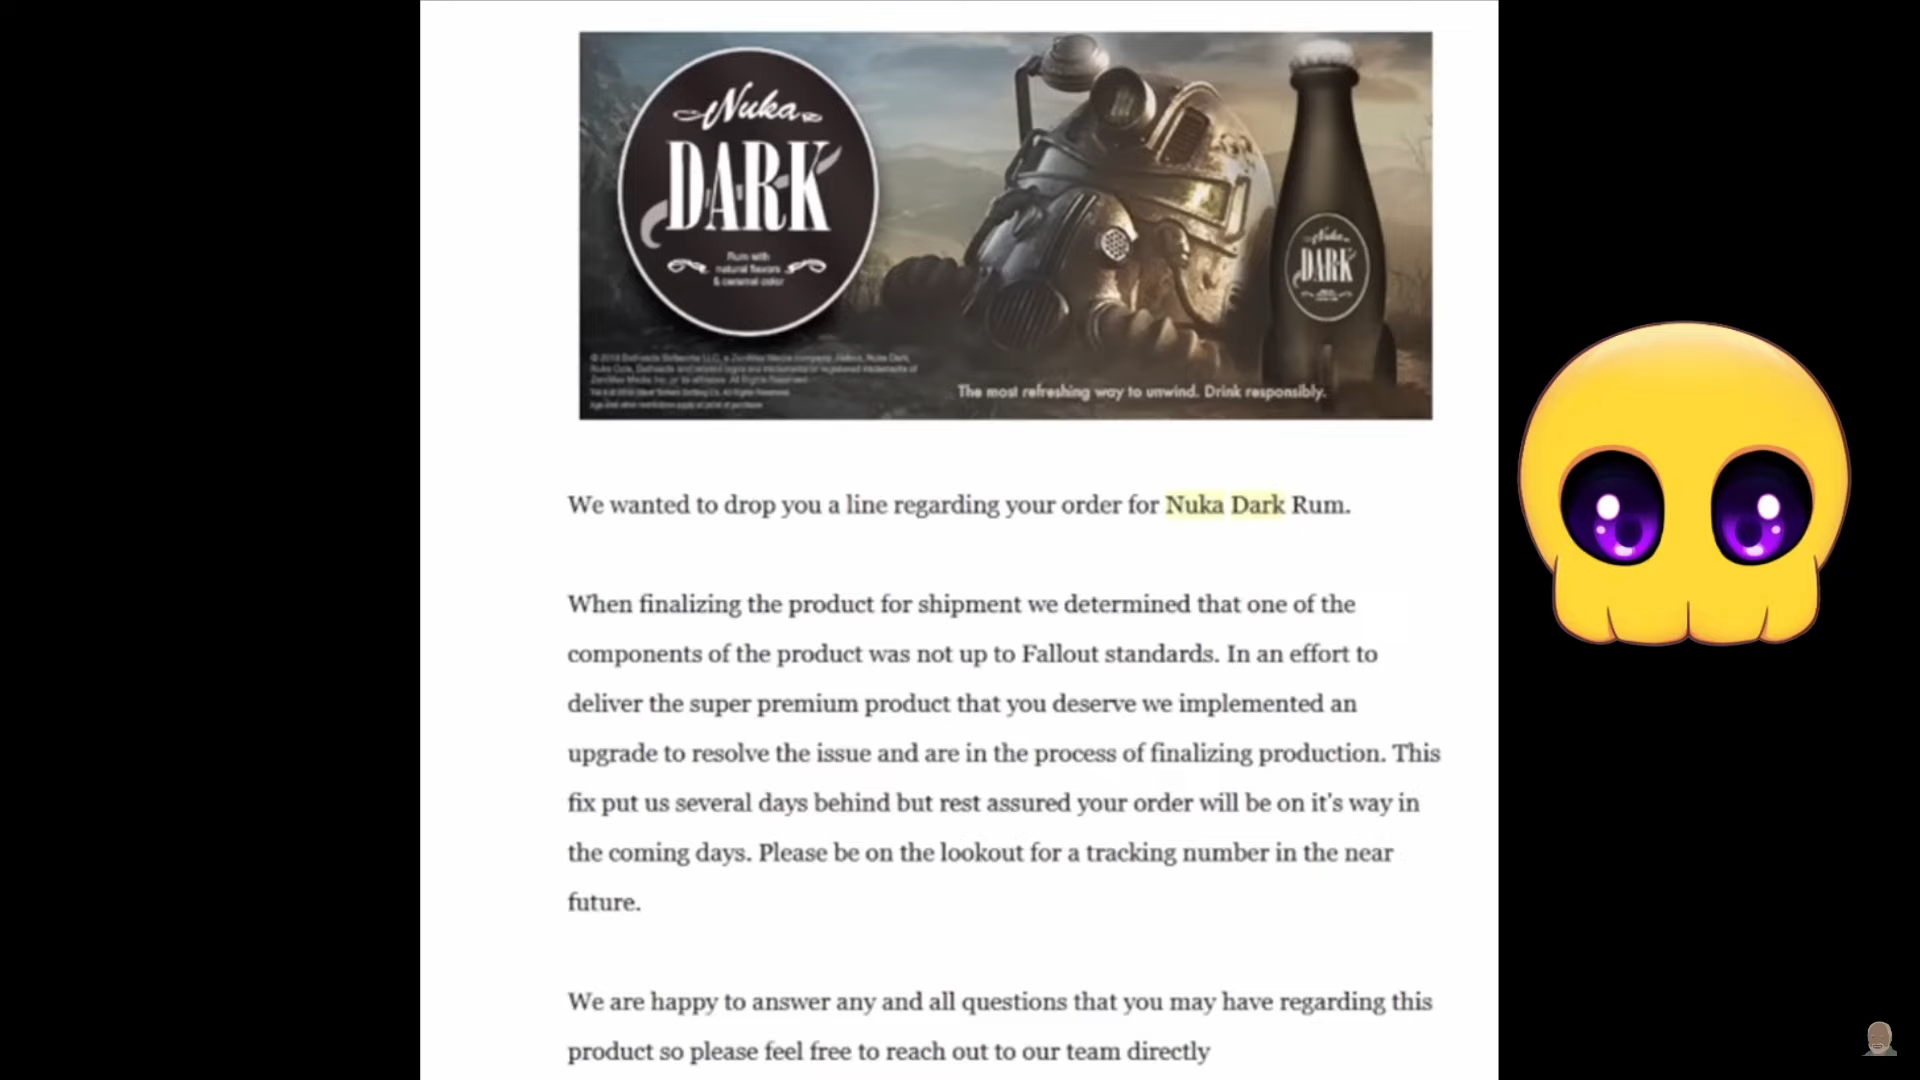 Nuka
DARK
Rum with
natural flavors
& caramel color
Nuka
DARK
The most refreshing way to unwind. Drink responsibly.
We wanted to drop you a line regarding your order for Nuka Dark Rum.
When finalizing the product for shipment we determined that one of the
components of the product was not up to Fallout standards. In an effort to
deliver the super premium product that you deserve we implemented an
upgrade to resolve the issue and are in the process of finalizing production. This
fix put us several days behind but rest assured your order will be on it's way in
the coming days. Please be on the lookout for a tracking number in the near
future.
We are happy to answer any and all questions that you may have regarding this
product so please feel free to reach out to our team directly